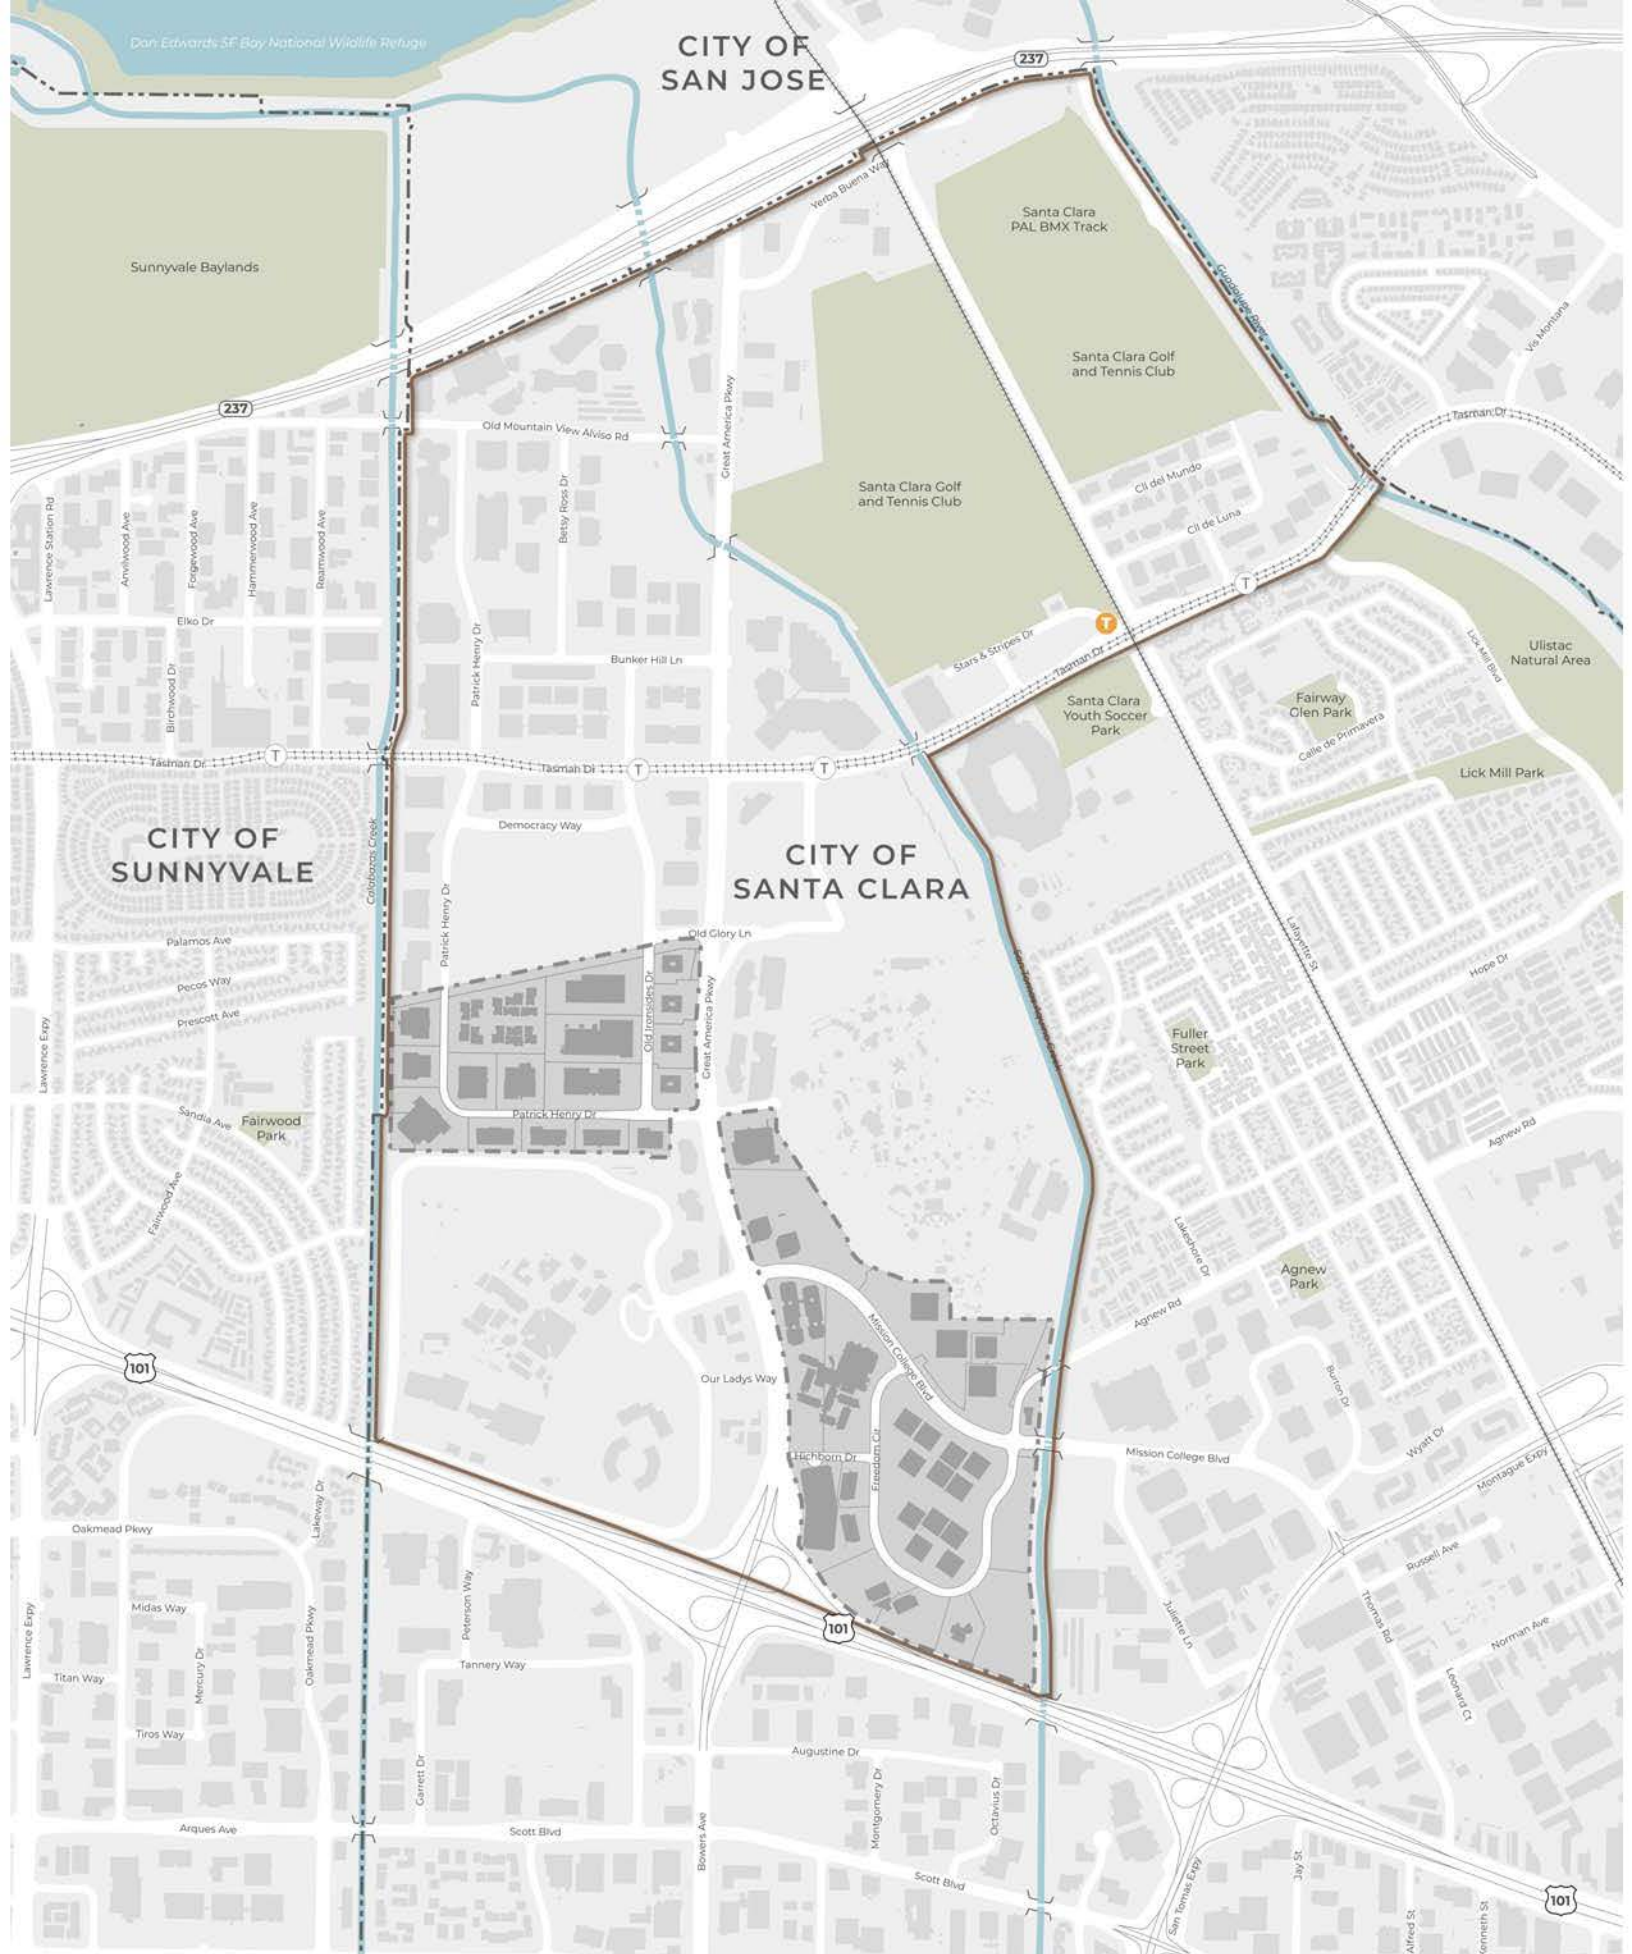 Don Edwards SF Bay National Wildlife Refuge
CITY OF
SAN JOSE
237
Yerba Buena Way
Santa Clara
PAL BMX Track
Sunnyvale Baylands
Guadalupe River
Vis Montana
Santa Clara Golf
and Tennis Club
237
Great America Pkwy
Tasman Dr
Old Mountain View Alviso Rd
Cll del Mundo
Santa Clara Golf
and Tennis Club
Betsy Ross Dr
Cll de Luna
Lawrence Station Rd
Anvilwood Ave
Forgewood Ave
Hammerwood Ave
Reamwood Ave
T
T
Elko Dr
Stars & Stripes Dr
Tasman Dr
Patrick Henry Dr
Bunker Hill Ln
Lick Mill Blvd
Ulistac
Natural Area
Birchwood Dr
Santa Clara
Youth Soccer
Park
Fairway
Glen Park
Calle de Primavera
Tasman Dr
T
Tasman Dr
T
T
Lick Mill Park
Democracy Way
CITY OF
SUNNYVALE
Calabazas Creek
CITY OF
SANTA CLARA
Patrick Henry Dr
Palamos Ave
Old Glory Ln
Lafayette St
Hope Dr
Pecos Way
Prescott Ave
Old Ironsides Dr
Great America Pkwy
San Tomas Aquino Creek
Lawrence Expy
Fuller
Street
Park
Sandia Ave
Fairwood
Park
Patrick Henry Dr
Agnew Rd
Fairwood Ave
Lakeshore Dr
Agnew
Park
Agnew Rd
101
Mission College Blvd
Our Ladys Way
Burton Dr
Hichborn Dr
Freedom Cir
Mission College Blvd
Wyatt Dr
Montague Expy
Lakeway Dr
Oakmead Pkwy
Russell Ave
Peterson Way
Midas Way
Oakmead Pkwy
Lawrence Expy
101
Juliette Ln
Thomas Rd
Norman Ave
Titan Way
Mercury Dr
Tannery Way
Leonard Ct
Tiros Way
Augustine Dr
Garrett Dr
Montgomery Dr
Octavius Dr
Arques Ave
Scott Blvd
Bowers Ave
Scott Blvd
San Tomas Expy
Jay St
101
Alfred St
Kenneth St